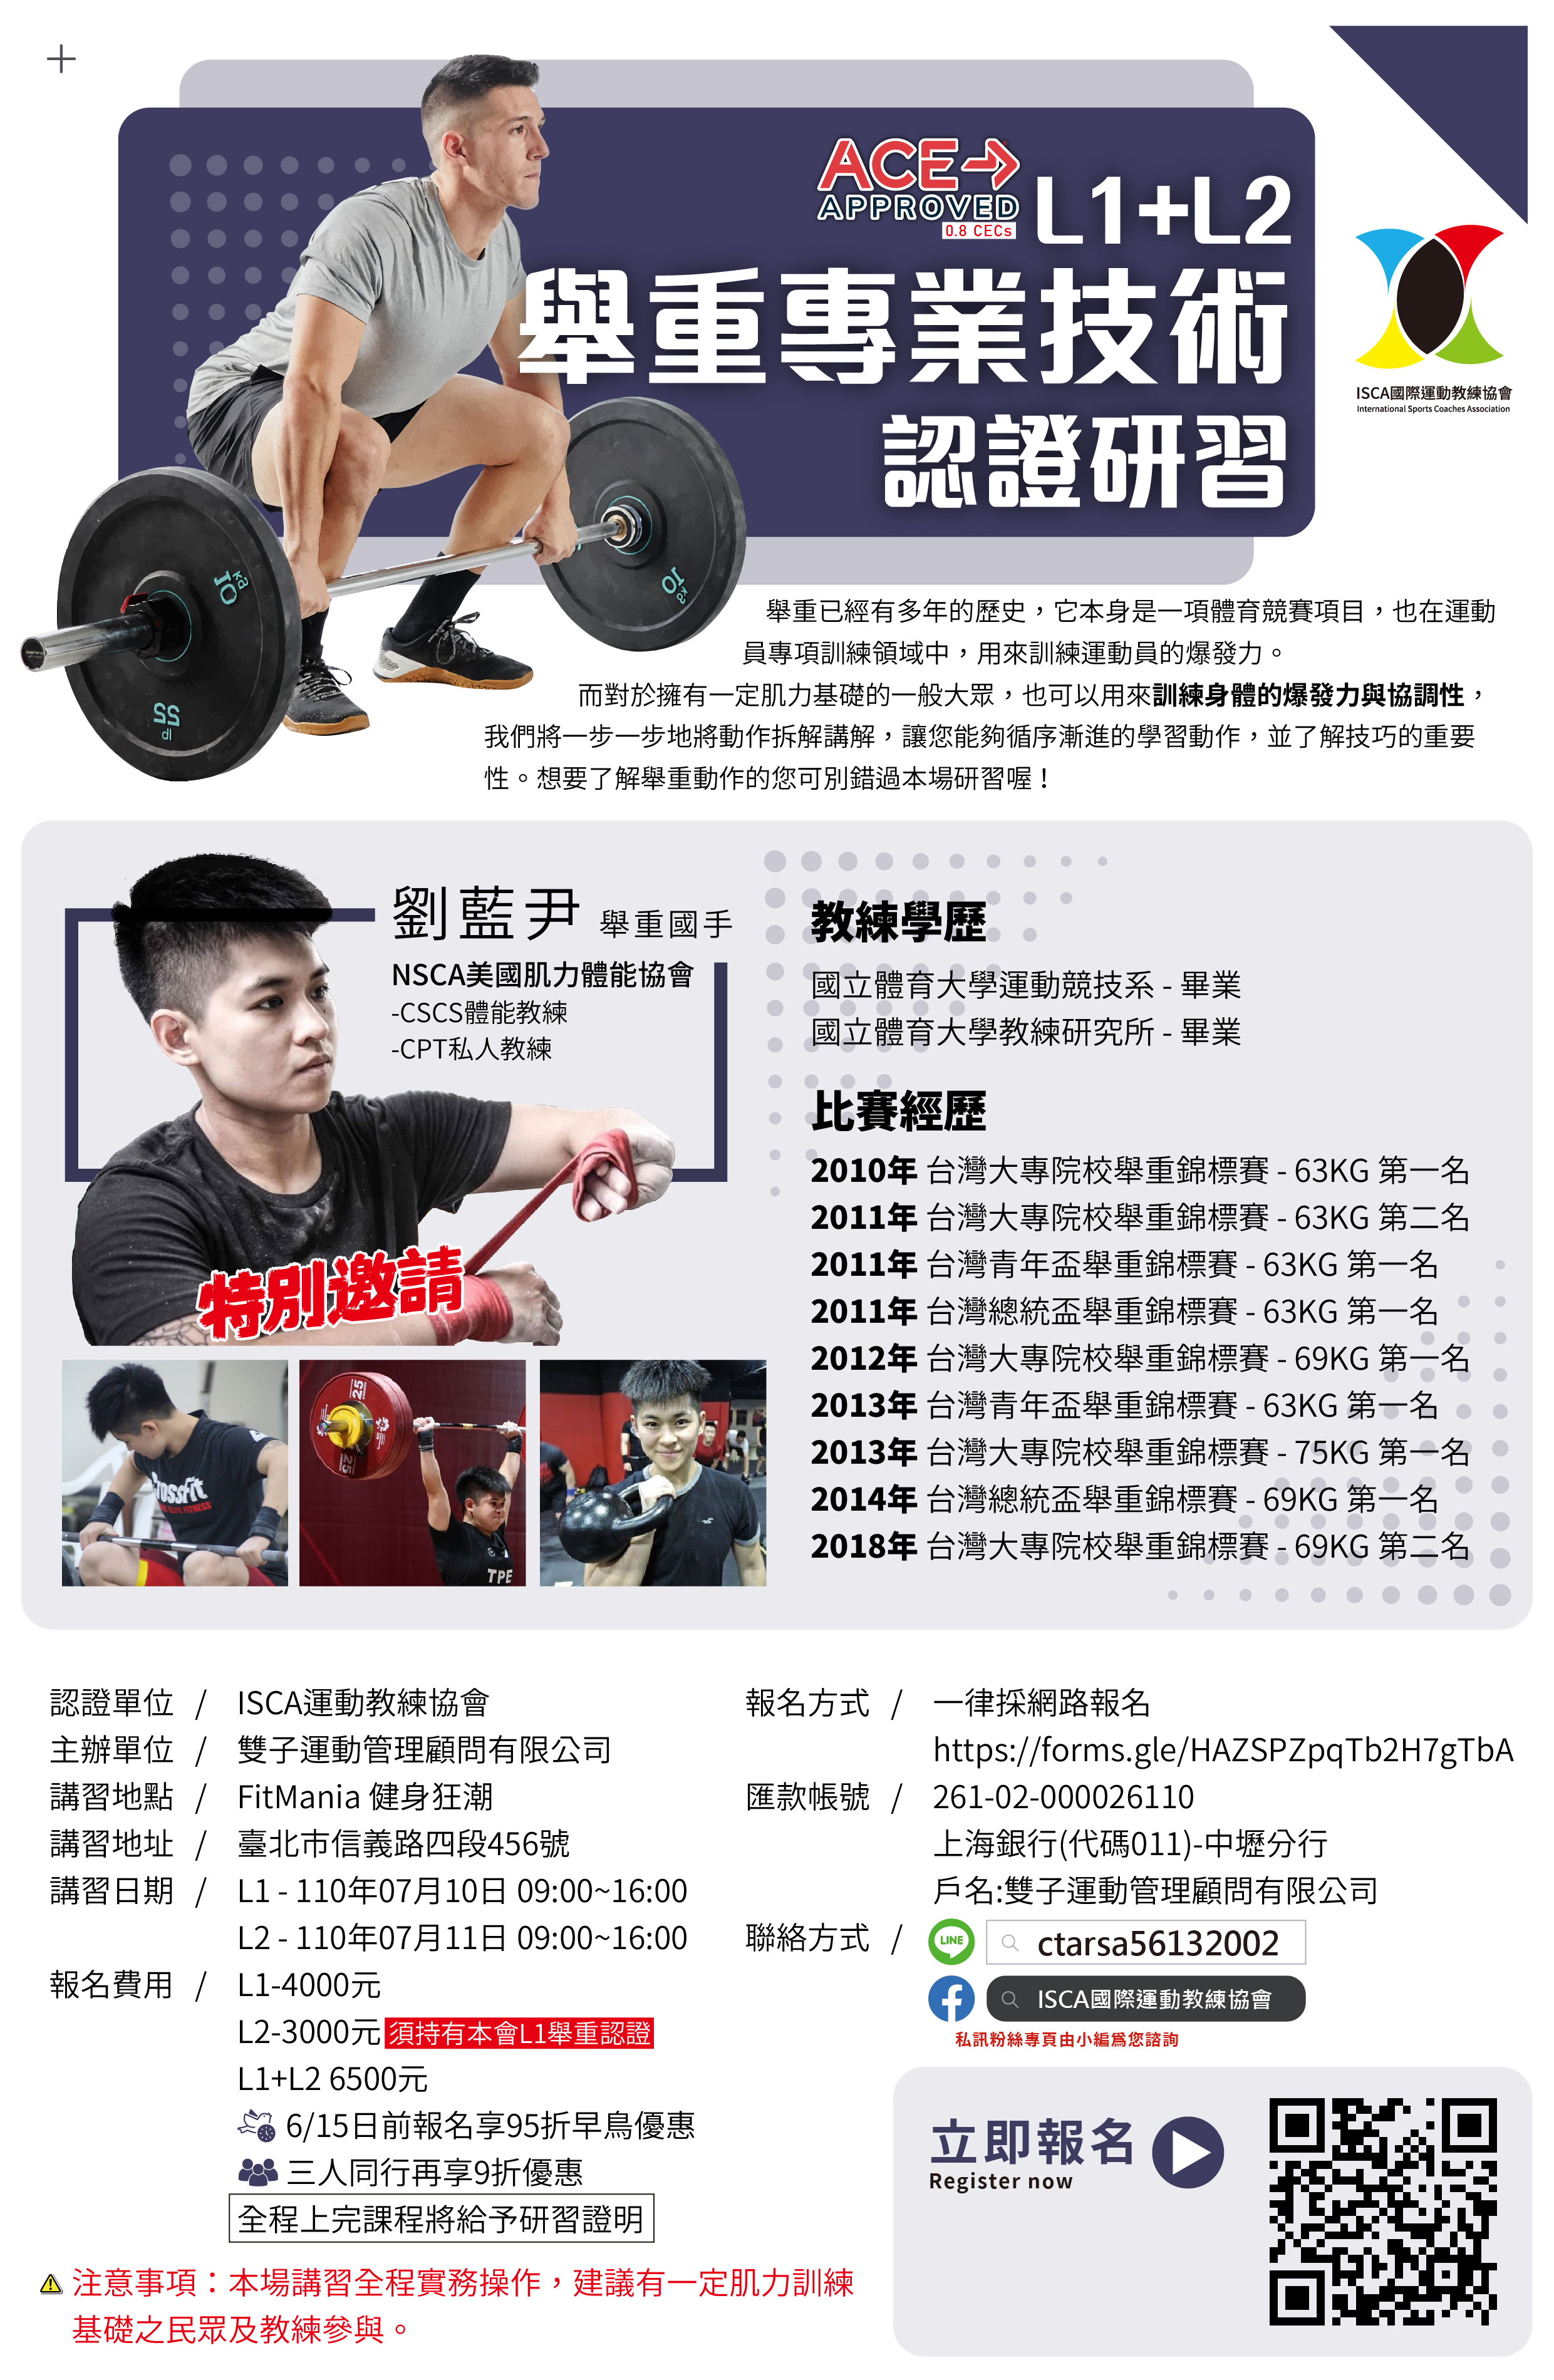 ACE
APPROVED
0.8 CECs
L1+L2
舉重專業技術
認證研習
ISCA國際運動教練協會
International Sports Coaches Association
10
kg
10
kg
55
lb
舉重已經有多年的歷史，它本身是一項體育競賽項目，也在運動
員專項訓練領域中，用來訓練運動員的爆發力。
而對於擁有一定肌力基礎的一般大眾，也可以用來訓練身體的爆發力與協調性，
我們將一步一步地將動作拆解講解，讓您能夠循序漸進的學習動作，並了解技巧的重要
性。想要了解舉重動作的您可別錯過本場研習喔！
劉藍尹 舉重國手
NSCA美國肌力體能協會
-CSCS體能教練
-CPT私人教練
特別邀請
25
25
TPE
教練學歷
國立體育大學運動競技系 - 畢業
國立體育大學教練研究所 - 畢業
比賽經歷
2010年 台灣大專院校舉重錦標賽 - 63KG 第一名
2011年 台灣大專院校舉重錦標賽 - 63KG 第二名
2011年 台灣青年盃舉重錦標賽 - 63KG 第一名
2011年 台灣總統盃舉重錦標賽 - 63KG 第一名
2012年 台灣大專院校舉重錦標賽 - 69KG 第一名
2013年 台灣青年盃舉重錦標賽 - 63KG 第一名
2013年 台灣大專院校舉重錦標賽 - 75KG 第一名
2014年 台灣總統盃舉重錦標賽 - 69KG 第一名
2018年 台灣大專院校舉重錦標賽 - 69KG 第二名
認證單位 / ISCA運動教練協會
主辦單位 / 雙子運動管理顧問有限公司
講習地點 / FitMania 健身狂潮
講習地址 / 臺北市信義路四段456號
講習日期 / L1 - 110年07月10日 09:00~16:00
L2 - 110年07月11日 09:00~16:00
報名費用 / L1-4000元
L2-3000元 須持有本會L1舉重認證
L1+L2 6500元
6/15日前報名享95折早鳥優惠
三人同行再享9折優惠
全程上完課程將給予研習證明
注意事項：本場講習全程實務操作，建議有一定肌力訓練
基礎之民眾及教練參與。
報名方式 / 一律採網路報名
https://forms.gle/HAZSPZpqTb2H7gTbA
匯款帳號 / 261-02-000026110
上海銀行(代碼011)-中壢分行
戶名:雙子運動管理顧問有限公司
聯絡方式 / LINE ctarsa56132002
ISCA國際運動教練協會
私訊粉絲專頁由小編為您諮詢
立即報名
Register now